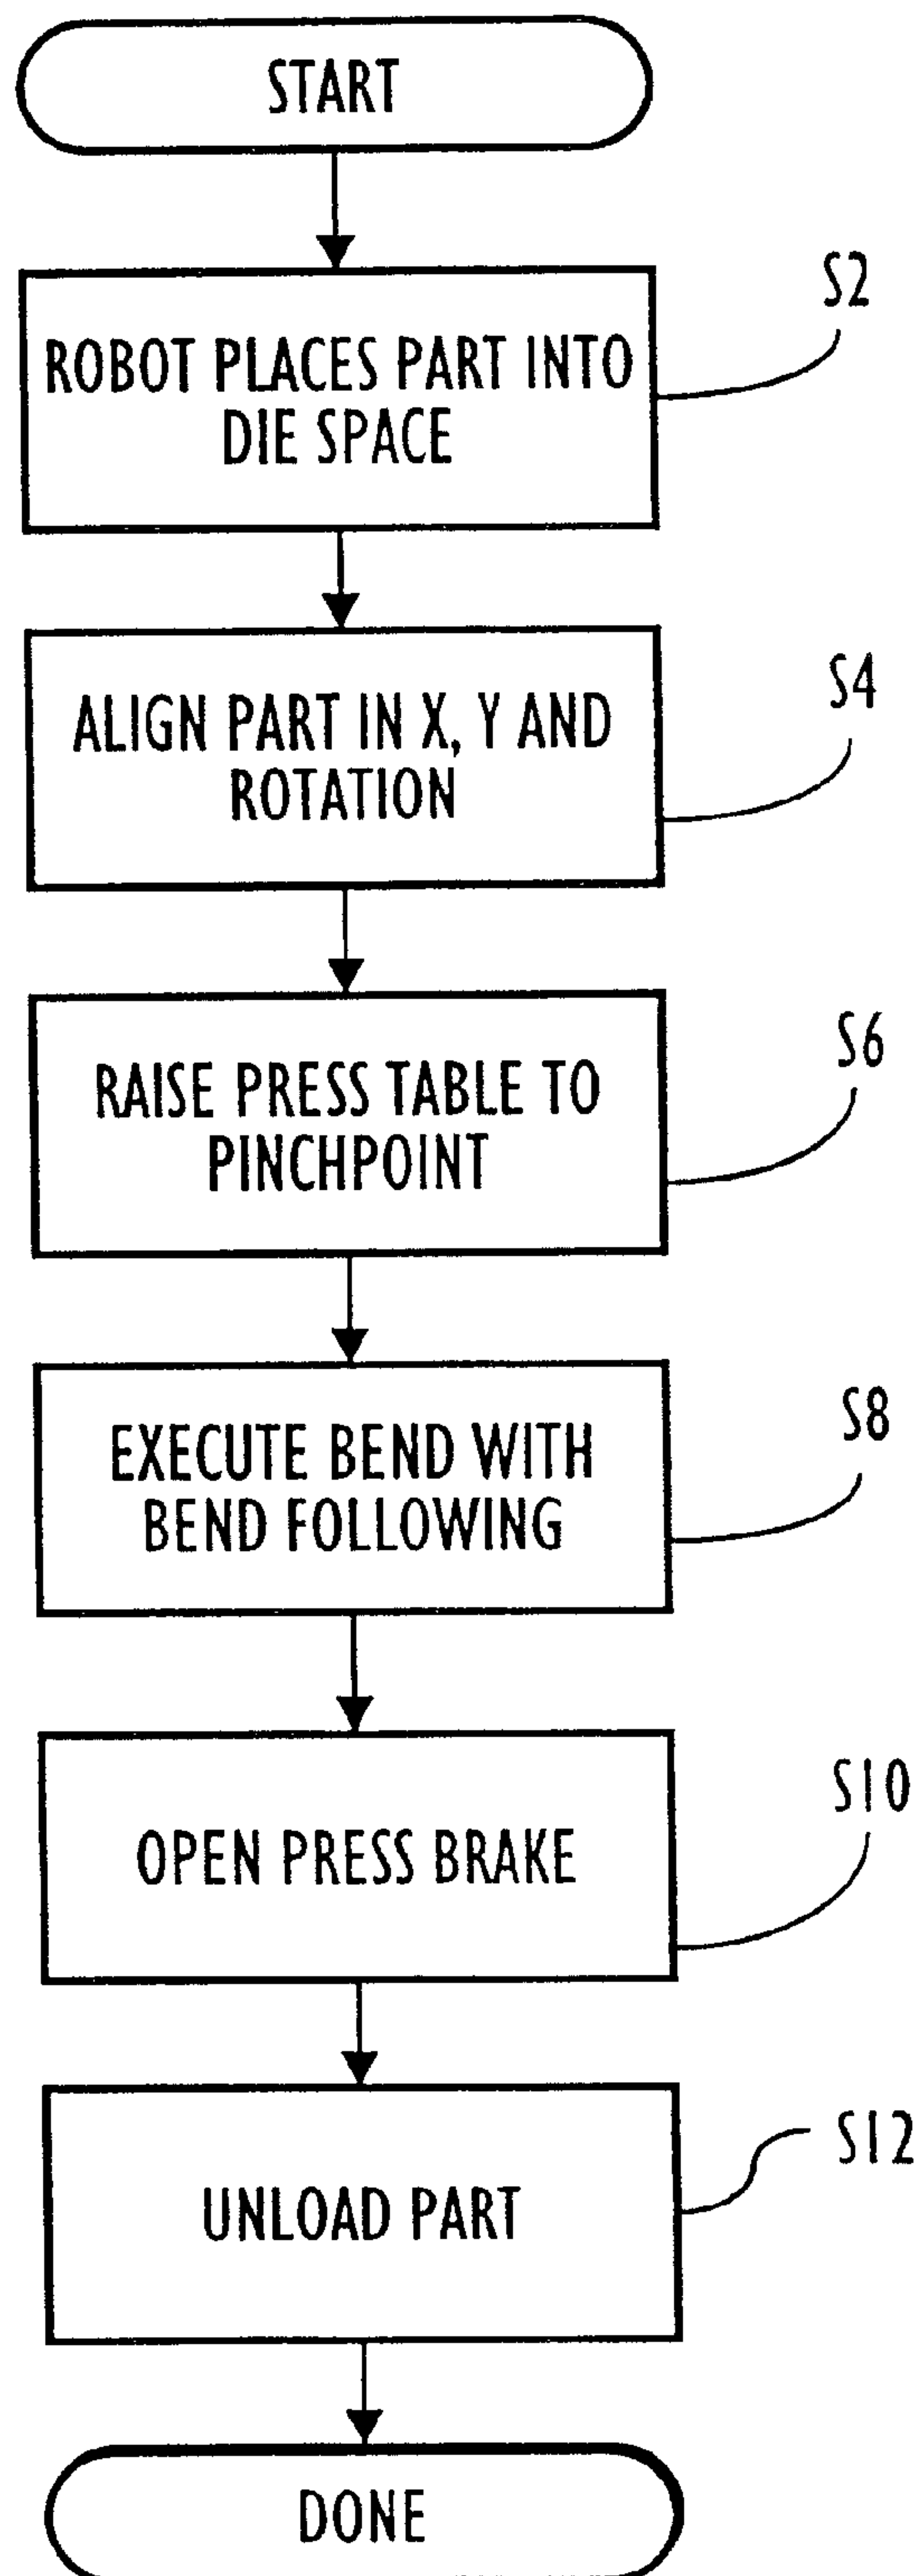 START
S2
ROBOT PLACES PART INTO
DIE SPACE
S4
ALIGN PART IN X, Y AND
ROTATION
S6
RAISE PRESS TABLE TO
PINCHPOINT
S8
EXECUTE BEND WITH
BEND FOLLOWING
S10
OPEN PRESS BRAKE
S12
UNLOAD PART
DONE